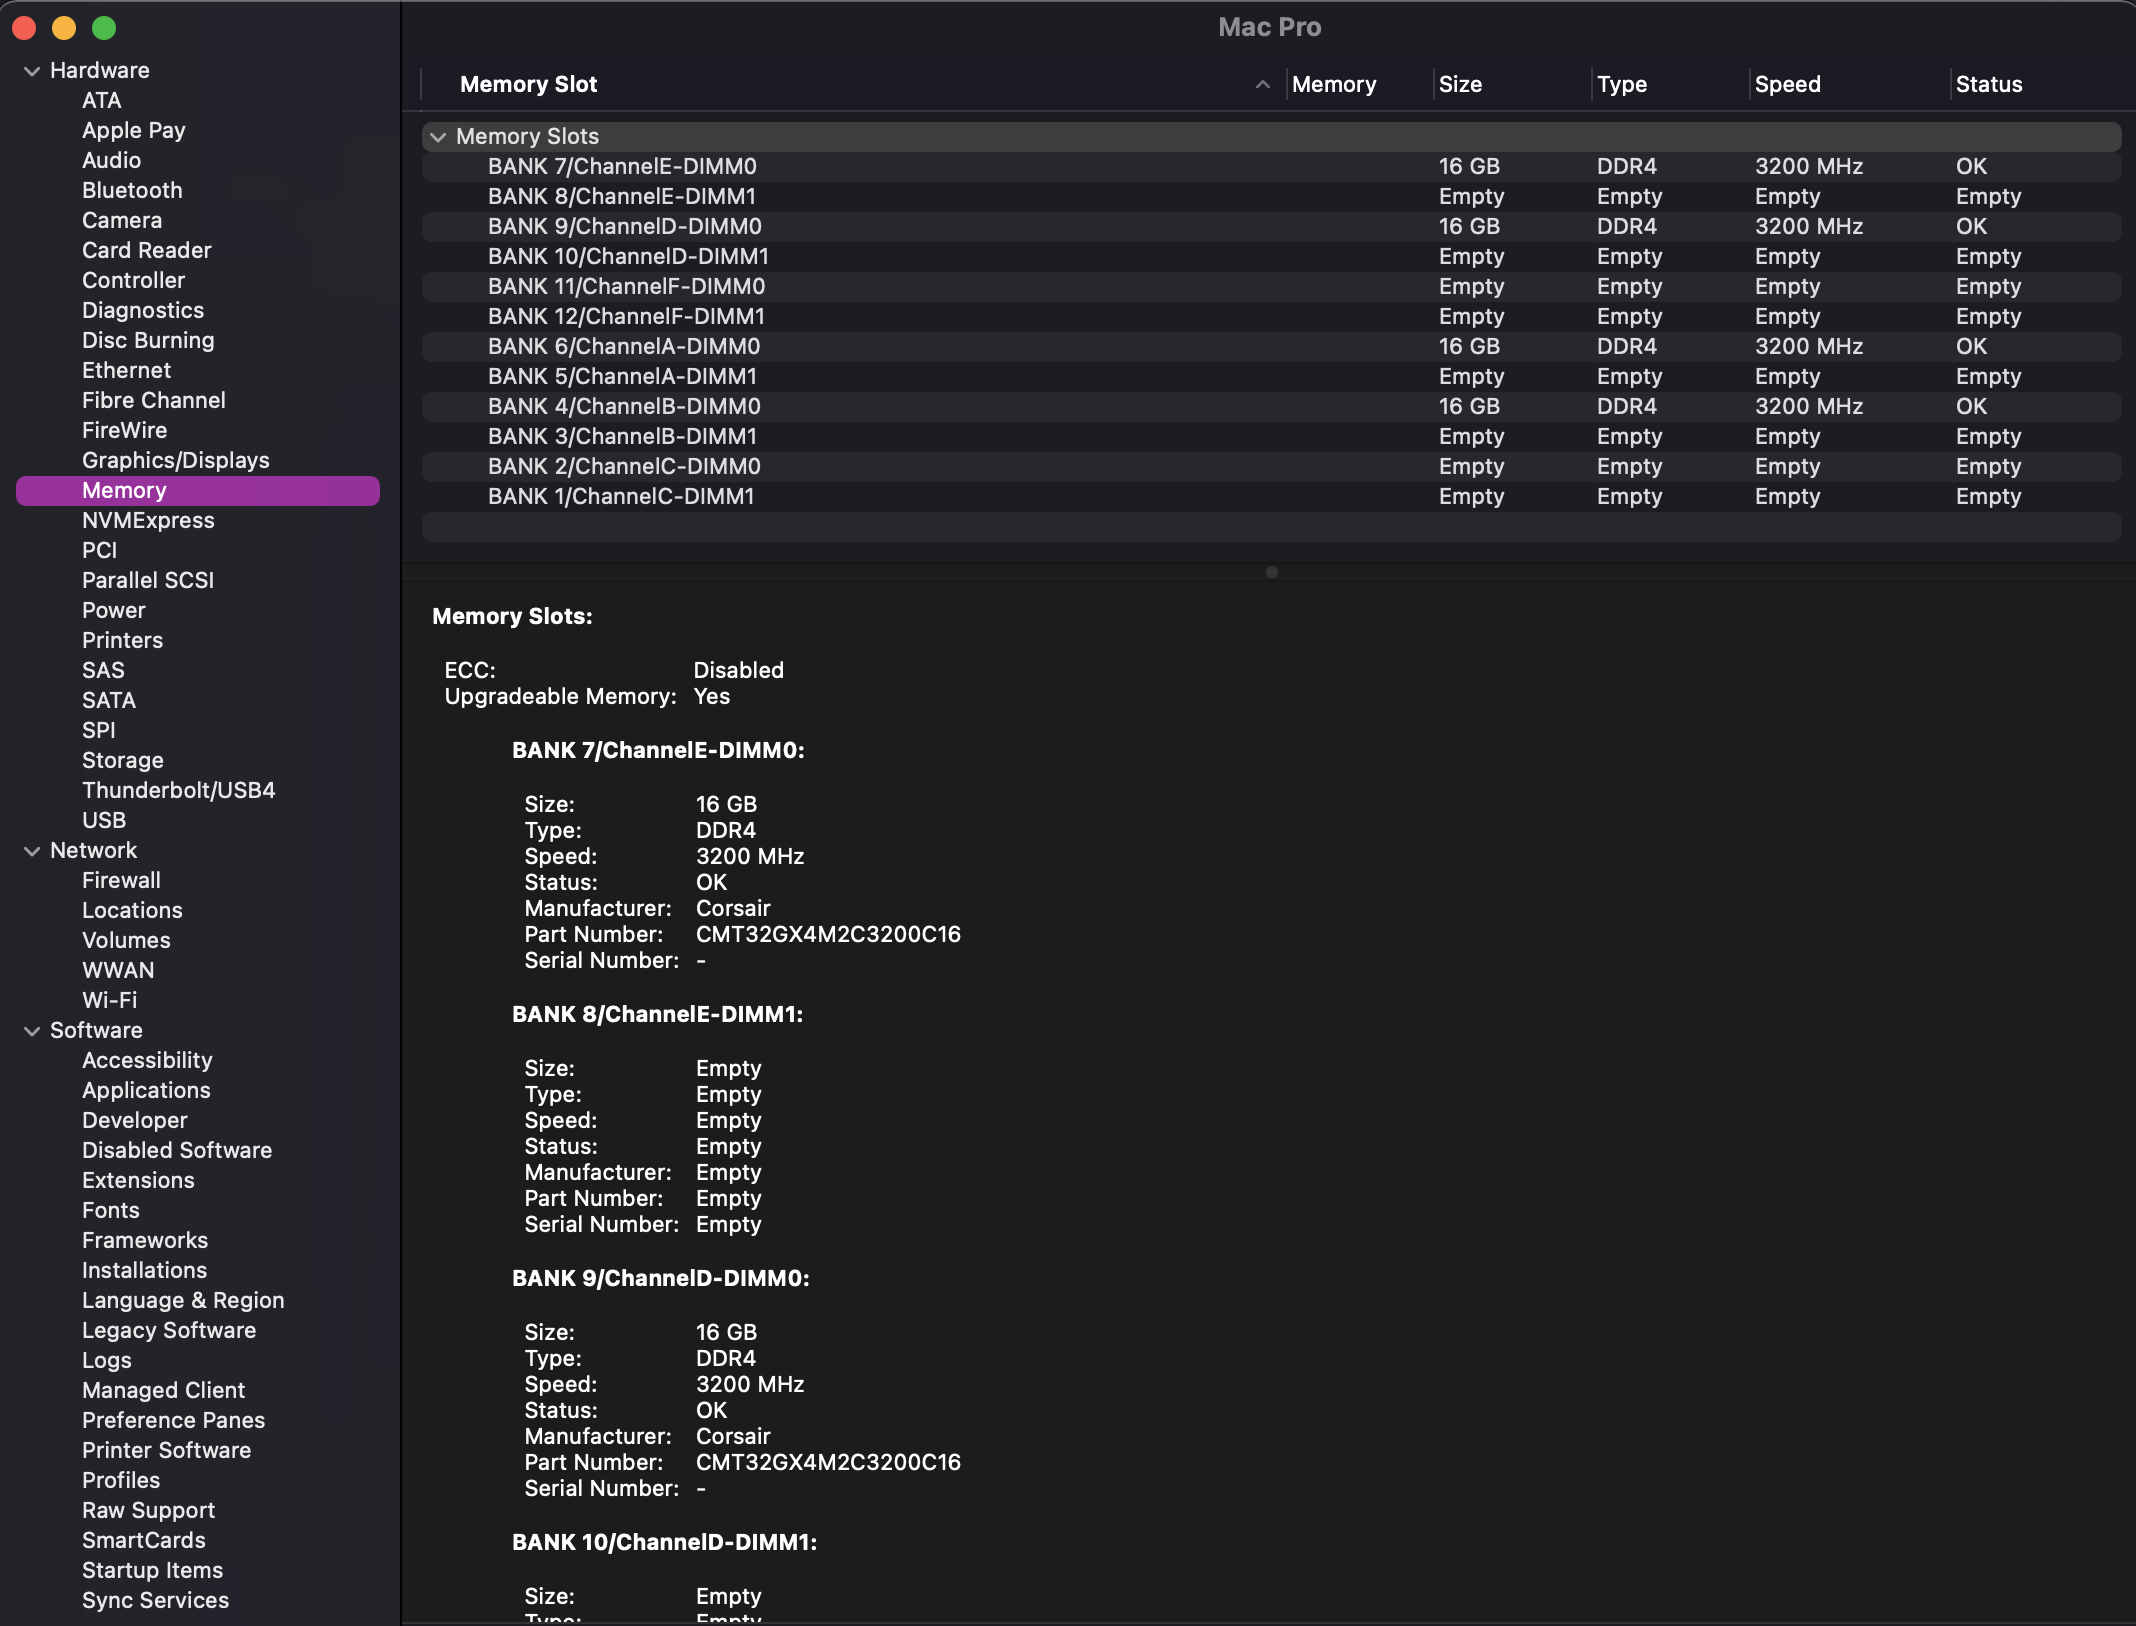 Mac Pro
Hardware
ATA
Apple Pay
Audio
Bluetooth
Camera
Card Reader
Controller
Diagnostics
Disc Burning
Ethernet
Fibre Channel
FireWire
Graphics/Displays
Memory
NVMExpress
PCI
Parallel SCSI
Power
Printers
SAS
SATA
SPI
Storage
Thunderbolt/USB4
USB
Network
Firewall
Locations
Volumes
WWAN
Wi-Fi
Software
Accessibility
Applications
Developer
Disabled Software
Extensions
Fonts
Frameworks
Installations
Language & Region
Legacy Software
Logs
Managed Client
Preference Panes
Printer Software
Profiles
Raw Support
SmartCards
Startup Items
Sync Services
Memory Slot Memory Size Type Speed Status
Memory Slots
BANK 7/ChannelE-DIMM0 16 GB DDR4 3200 MHz OK
BANK 8/ChannelE-DIMM1 Empty Empty Empty Empty
BANK 9/ChannelD-DIMM0 16 GB DDR4 3200 MHz OK
BANK 10/ChannelD-DIMM1 Empty Empty Empty Empty
BANK 11/ChannelF-DIMM0 Empty Empty Empty Empty
BANK 12/ChannelF-DIMM1 Empty Empty Empty Empty
BANK 6/ChannelA-DIMM0 16 GB DDR4 3200 MHz OK
BANK 5/ChannelA-DIMM1 Empty Empty Empty Empty
BANK 4/ChannelB-DIMM0 16 GB DDR4 3200 MHz OK
BANK 3/ChannelB-DIMM1 Empty Empty Empty Empty
BANK 2/ChannelC-DIMM0 Empty Empty Empty Empty
BANK 1/ChannelC-DIMM1 Empty Empty Empty Empty
Memory Slots:
ECC: Disabled
Upgradeable Memory: Yes
BANK 7/ChannelE-DIMM0:
Size: 16 GB
Type: DDR4
Speed: 3200 MHz
Status: OK
Manufacturer: Corsair
Part Number: CMT32GX4M2C3200C16
Serial Number: -
BANK 8/ChannelE-DIMM1:
Size: Empty
Type: Empty
Speed: Empty
Status: Empty
Manufacturer: Empty
Part Number: Empty
Serial Number: Empty
BANK 9/ChannelD-DIMM0:
Size: 16 GB
Type: DDR4
Speed: 3200 MHz
Status: OK
Manufacturer: Corsair
Part Number: CMT32GX4M2C3200C16
Serial Number: -
BANK 10/ChannelD-DIMM1:
Size: Empty
Type: Empty